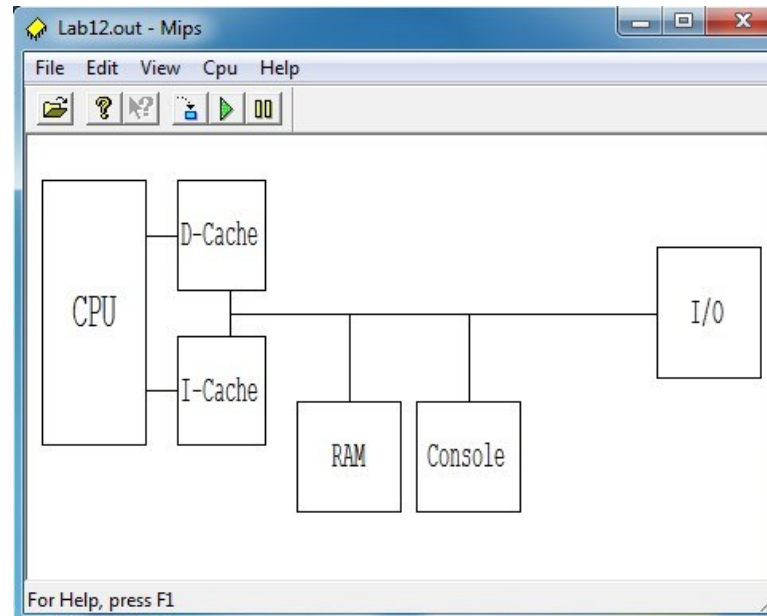 Lab12.out - Mips
File Edit View Cpu Help
D-Cache
CPU
I/O
I-Cache
RAM
Console
For Help, press F1